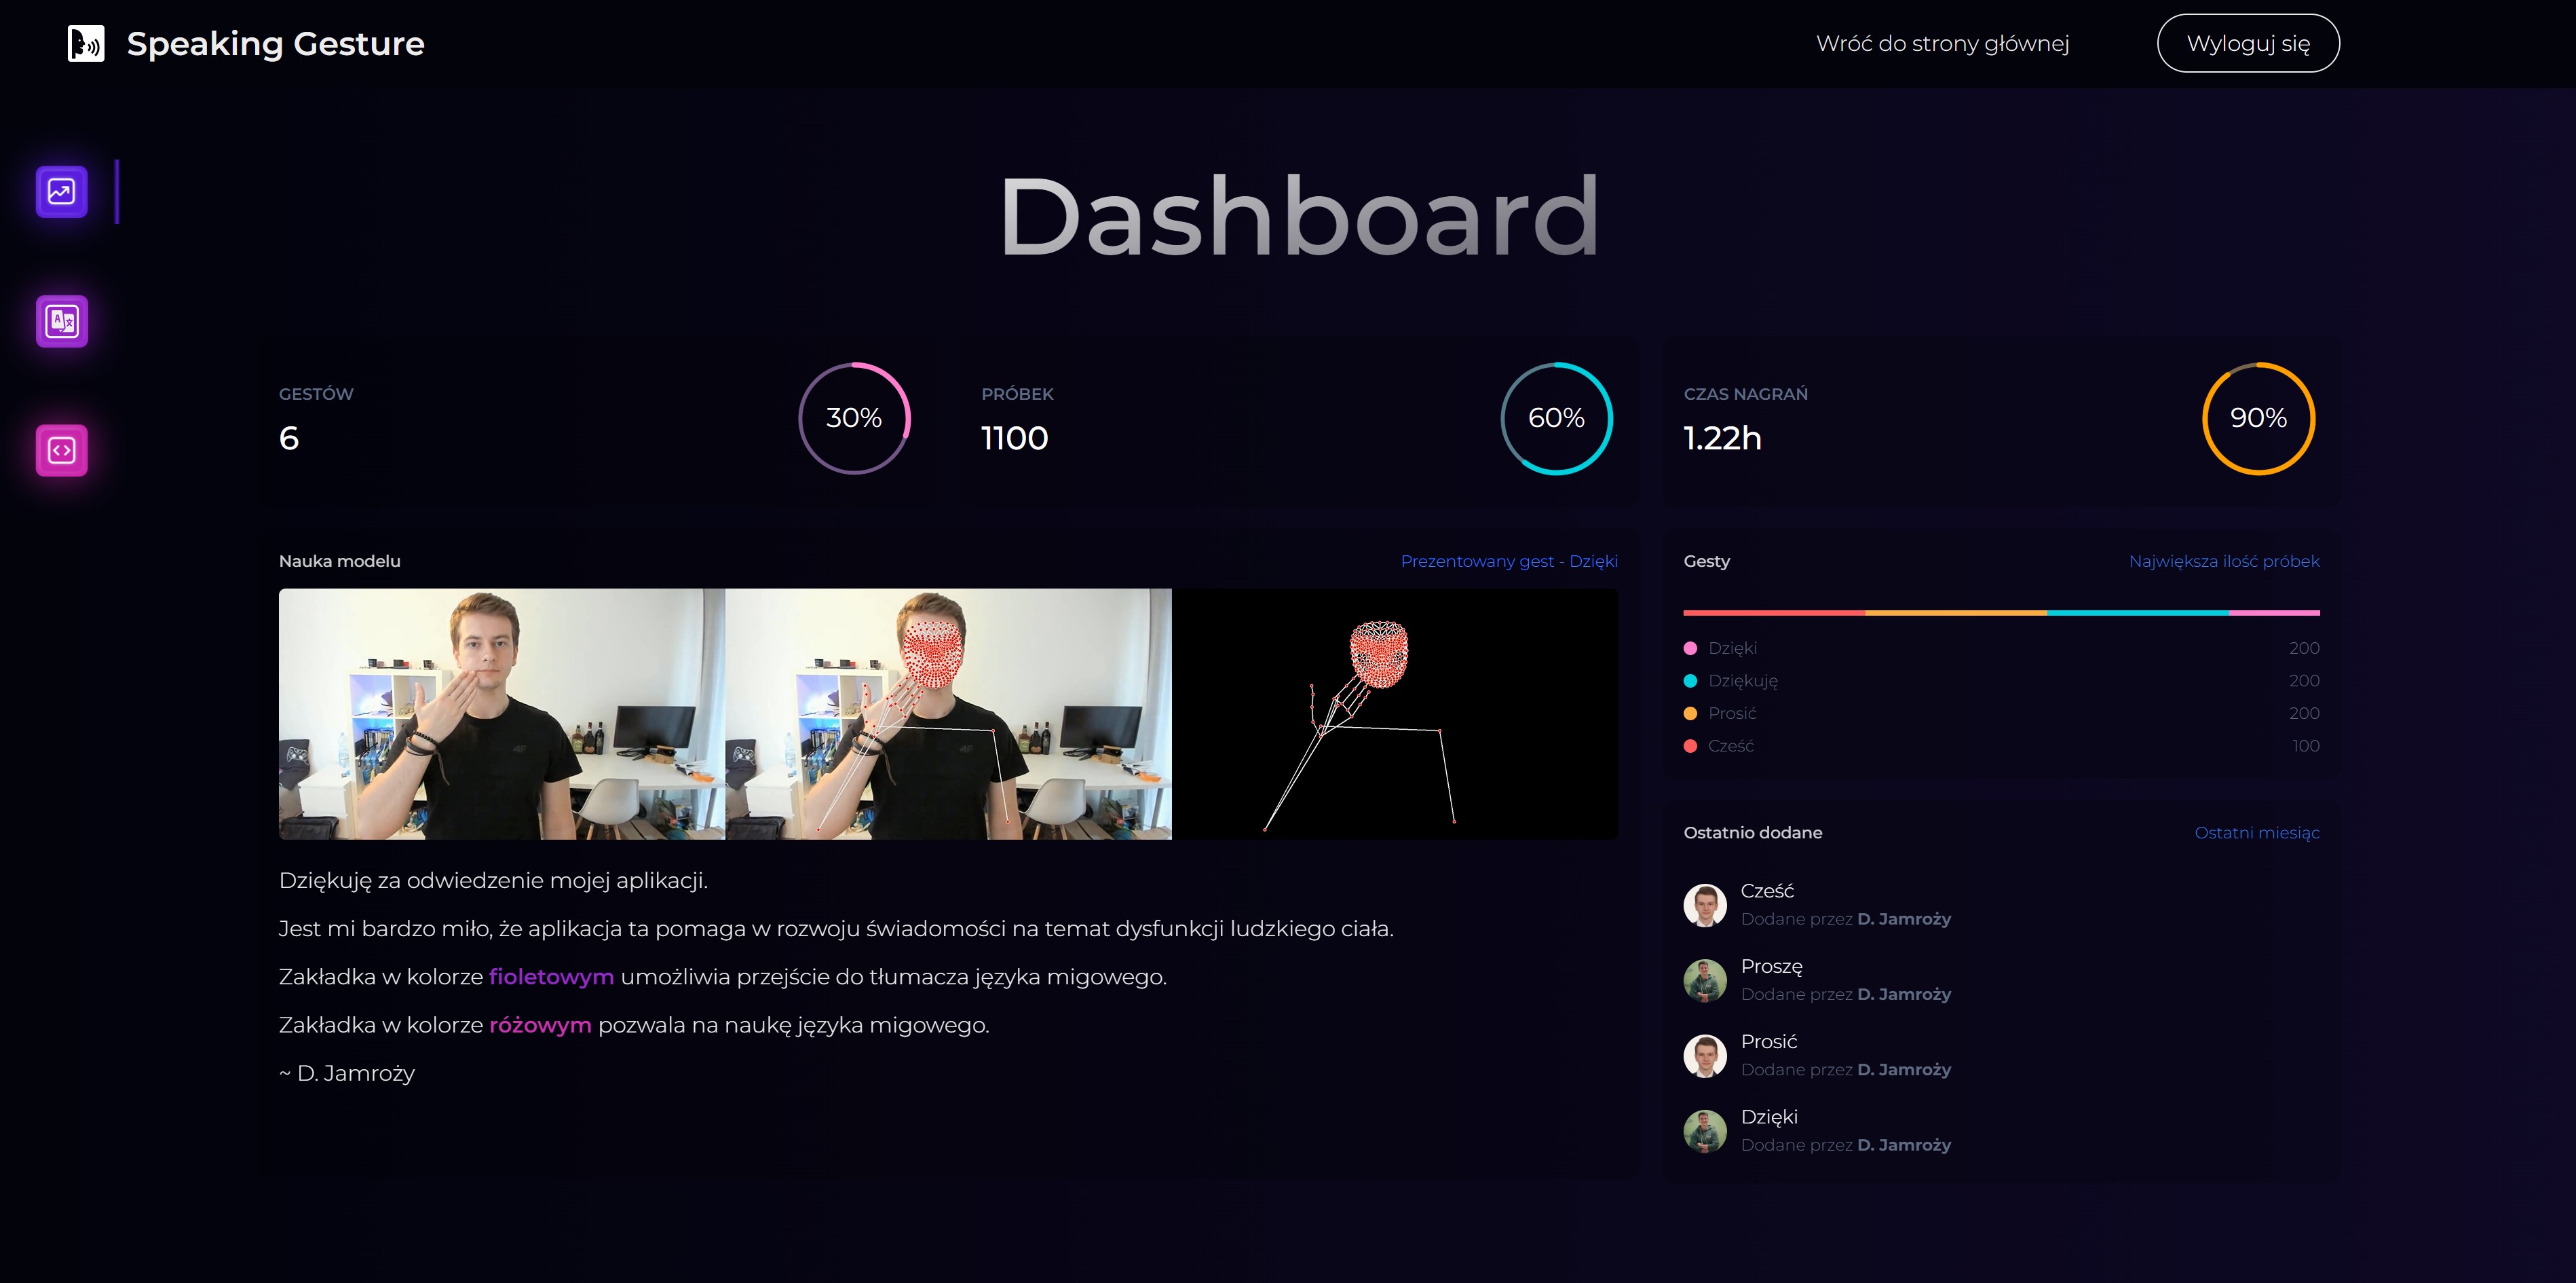 Speaking Gesture
Wróć do strony głównej
Wyloguj się
Dashboard
GESTÓW
6
30%
PRÓBEK
1100
60%
CZAS NAGRAŃ
1.22h
90%
Nauka modelu
Prezentowany gest - Dzięki
Dziękuję za odwiedzenie mojej aplikacji.
Jest mi bardzo miło, że aplikacja ta pomaga w rozwoju świadomości na temat dysfunkcji ludzkiego ciała.
Zakładka w kolorze fioletowym umożliwia przejście do tłumacza języka migowego.
Zakładka w kolorze różowym pozwala na naukę języka migowego.
~ D. Jamroży
Gesty
Największa ilość próbek
Dzięki 200
Dziękuję 200
Prosić 200
Cześć 100
Ostatnio dodane
Ostatni miesiąc
Cześć
Dodane przez D. Jamroży
Proszę
Dodane przez D. Jamroży
Prosić
Dodane przez D. Jamroży
Dzięki
Dodane przez D. Jamroży